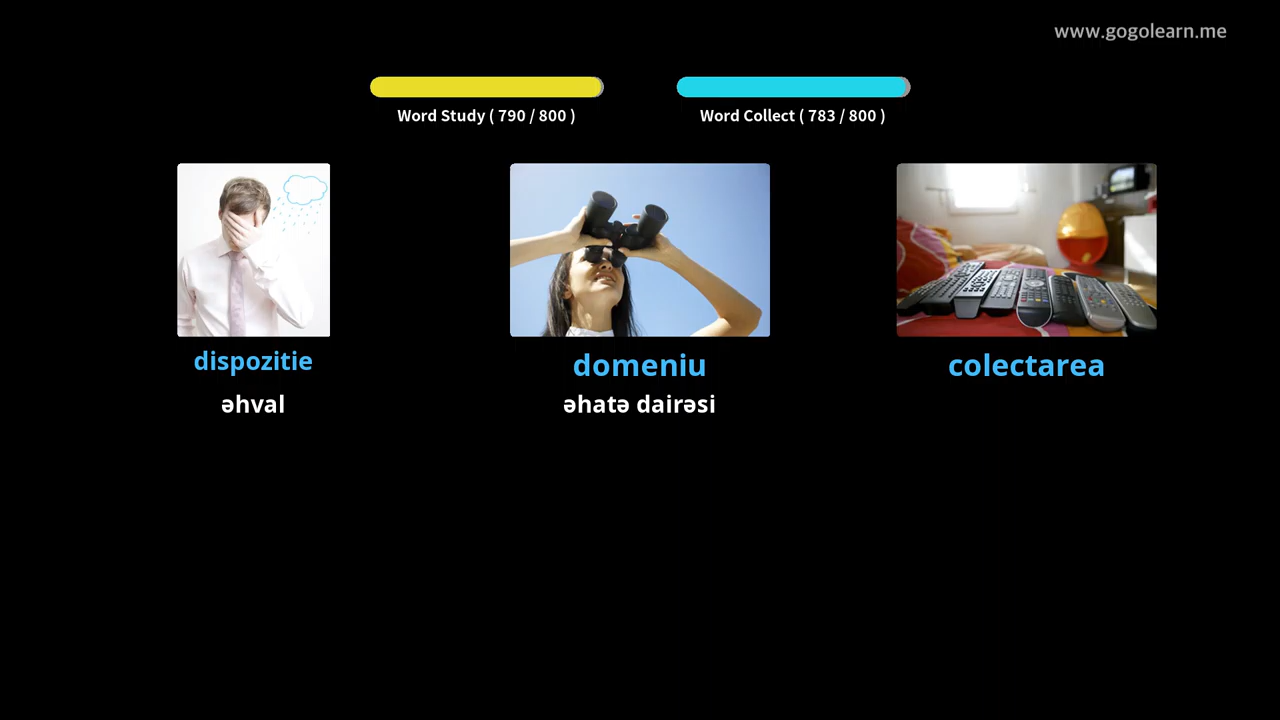 www.gogolearn.me
Word Study ( 790 / 800 )
Word Collect ( 783 / 800 )
dispozitie
domeniu
colectarea
əhval
əhatə dairəsi